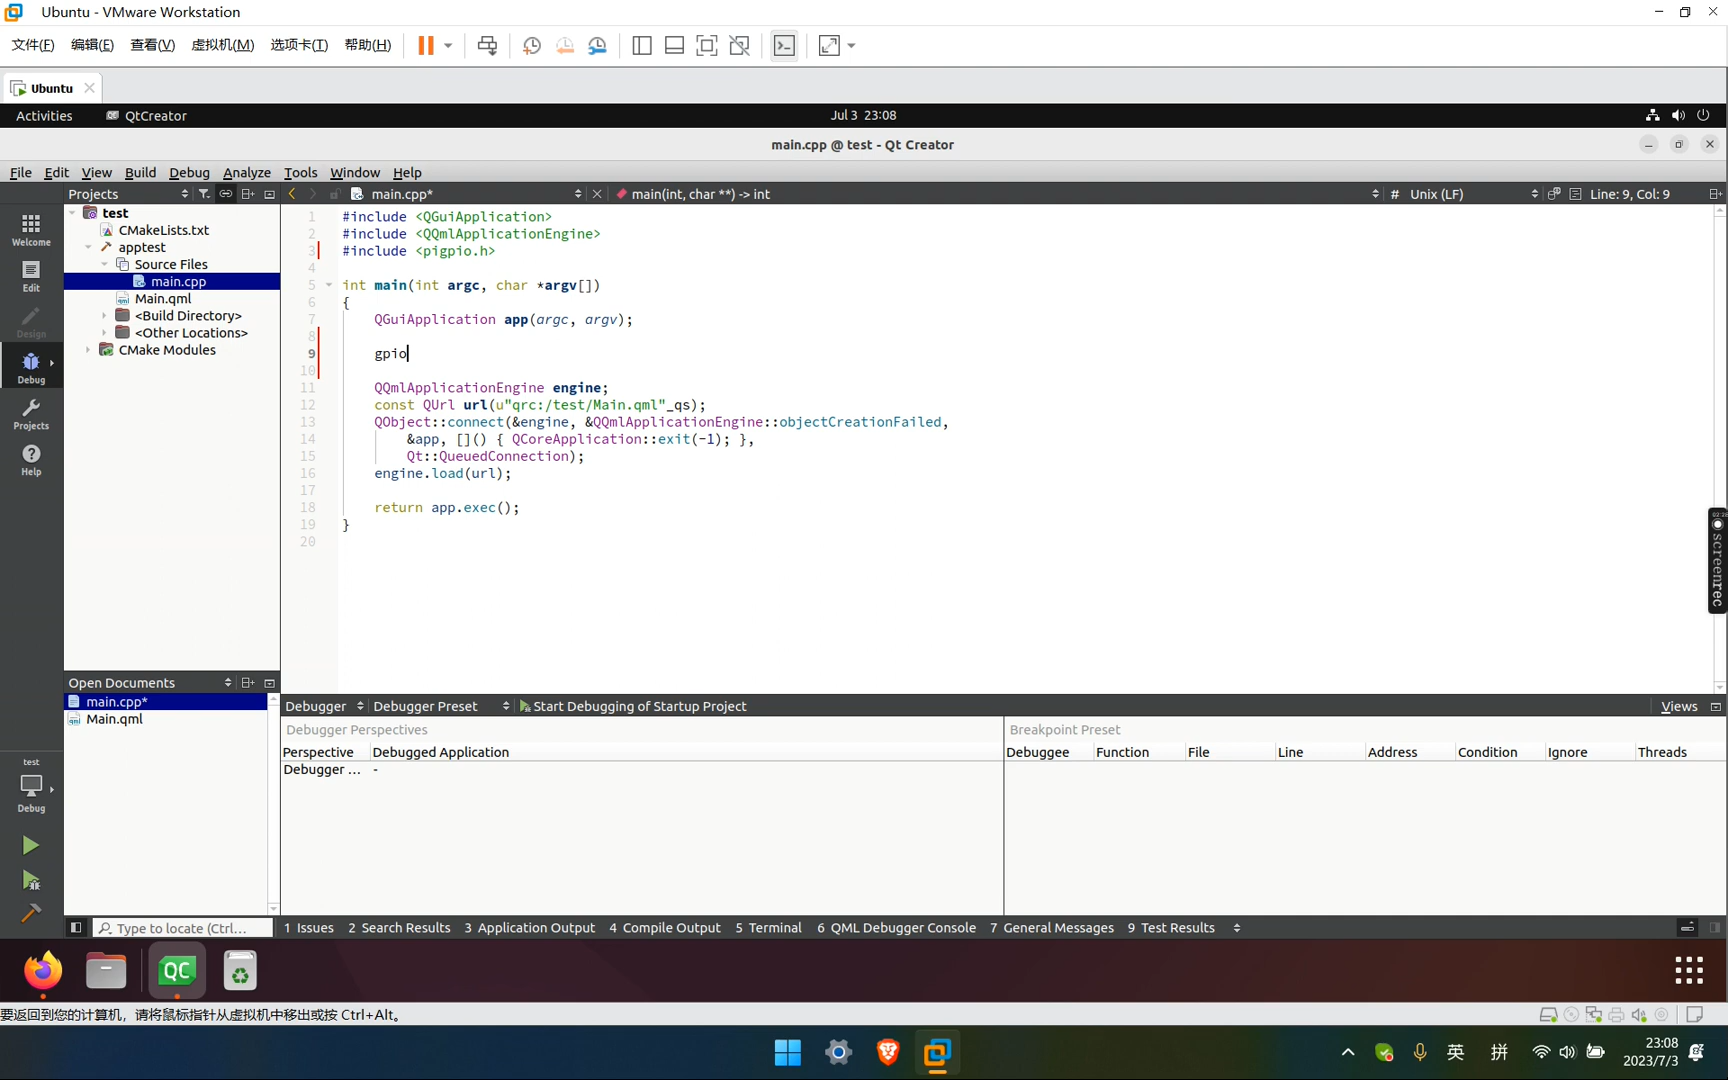 Ubuntu - VMware Workstation
文件(F) 编辑(E) 查看(V) 虚拟机(M) 选项卡(T) 帮助(H)
Ubuntu
Activities QtCreator Jul 3 23:08
main.cpp @ test - Qt Creator
File Edit View Build Debug Analyze Tools Window Help
Projects main.cpp* main(int, char **) -> int # Unix (LF) Line: 9, Col: 9
Welcome
Edit
Design
Debug
Projects
Help
test
CMakeLists.txt
apptest
Source Files
main.cpp
Main.qml
<Build Directory>
<Other Locations>
CMake Modules
1 #include <QGuiApplication>
2 #include <QQmlApplicationEngine>
3 #include <pigpio.h>
4
5 int main(int argc, char *argv[])
6 {
7 QGuiApplication app(argc, argv);
8
9 gpio
10
11 QQmlApplicationEngine engine;
12 const QUrl url(u"qrc:/test/Main.qml"_qs);
13 QObject::connect(&engine, &QQmlApplicationEngine::objectCreationFailed,
14 &app, []() { QCoreApplication::exit(-1); },
15 Qt::QueuedConnection);
16 engine.load(url);
17
18 return app.exec();
19 }
20
02:28
screenrec
Open Documents
main.cpp*
Main.qml
test
Debug
Debugger Debugger Preset Start Debugging of Startup Project Views
Debugger Perspectives
Perspective Debugged Application
Debugger ... -
Breakpoint Preset
Debuggee Function File Line Address Condition Ignore Threads
Type to locate (Ctrl... 1 Issues 2 Search Results 3 Application Output 4 Compile Output 5 Terminal 6 QML Debugger Console 7 General Messages 9 Test Results
QC
要返回到您的计算机，请将鼠标指针从虚拟机中移出或按 Ctrl+Alt。
英 拼 23:08
2023/7/3